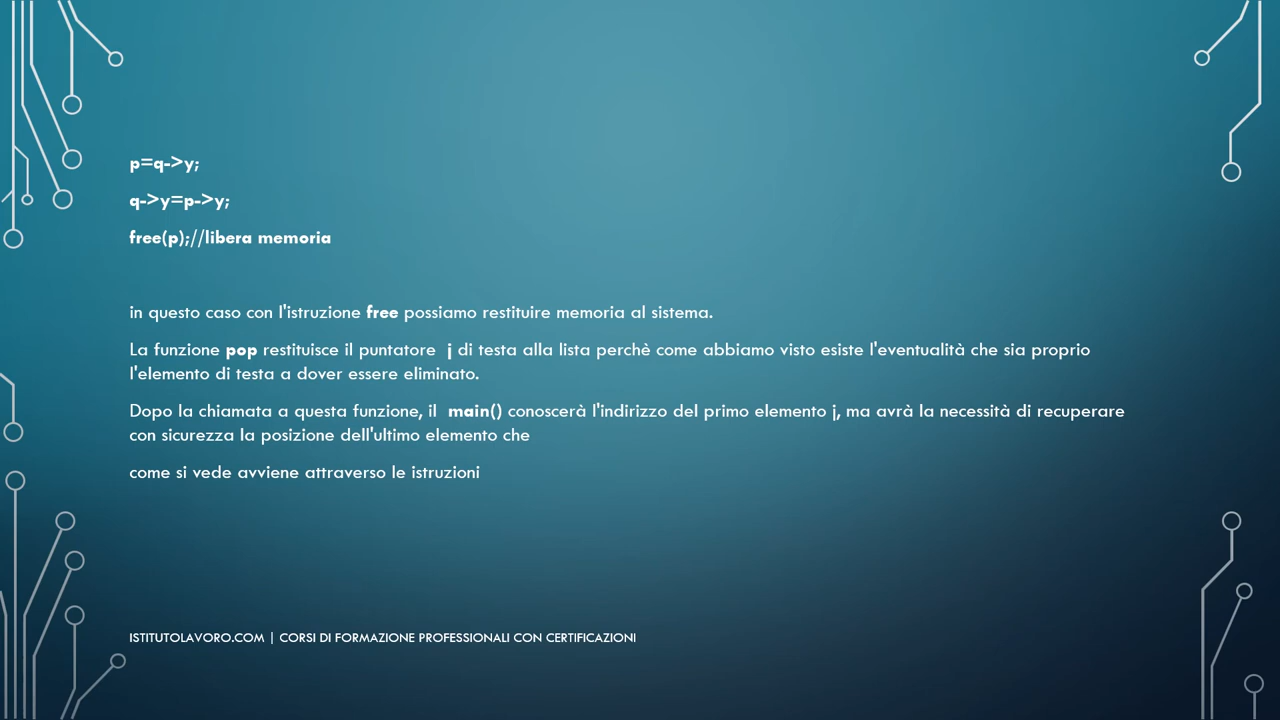 p=q->y;
q->y=p->y;
free(p);//libera memoria
in questo caso con l'istruzione free possiamo restituire memoria al sistema.
La funzione pop restituisce il puntatore  j di testa alla lista perchè come abbiamo visto esiste l'eventualità che sia proprio
l'elemento di testa a dover essere eliminato.
Dopo la chiamata a questa funzione, il  main() conoscerà l'indirizzo del primo elemento j, ma avrà la necessità di recuperare
con sicurezza la posizione dell'ultimo elemento che
come si vede avviene attraverso le istruzioni
ISTITUTOLAVORO.COM | CORSI DI FORMAZIONE PROFESSIONALI CON CERTIFICAZIONI